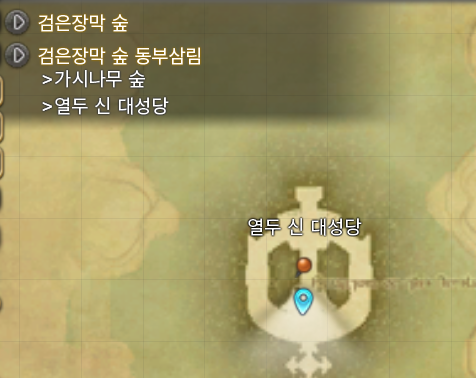 검은장막 숲
검은장막 숲 동부삼림
>가시나무 숲
>열두 신 대성당
열두 신 대성당